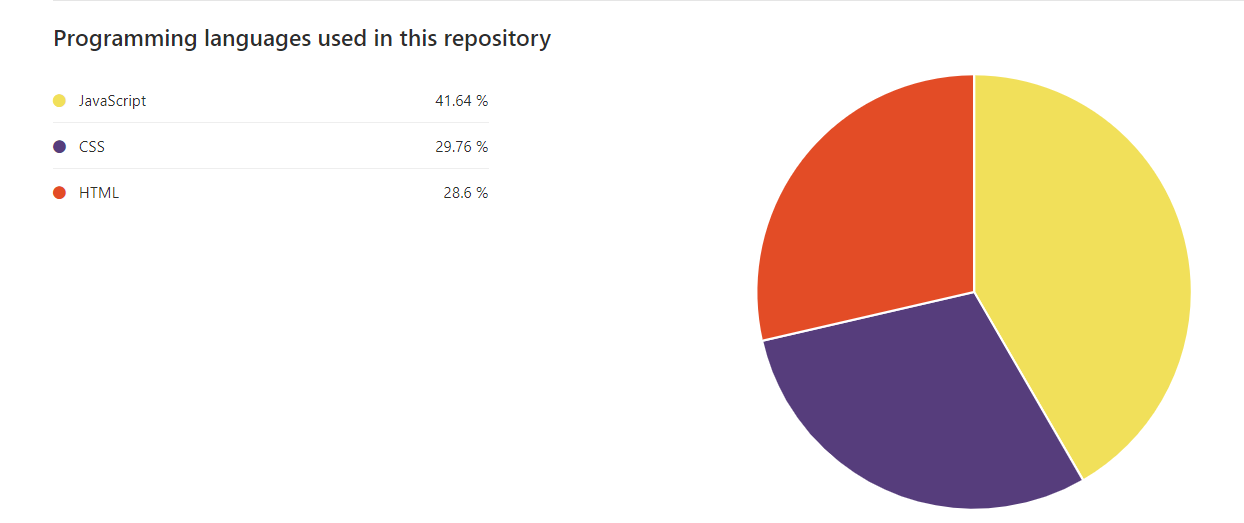 Programming languages used in this repository
JavaScript 41.64 %
CSS 29.76 %
HTML 28.6 %